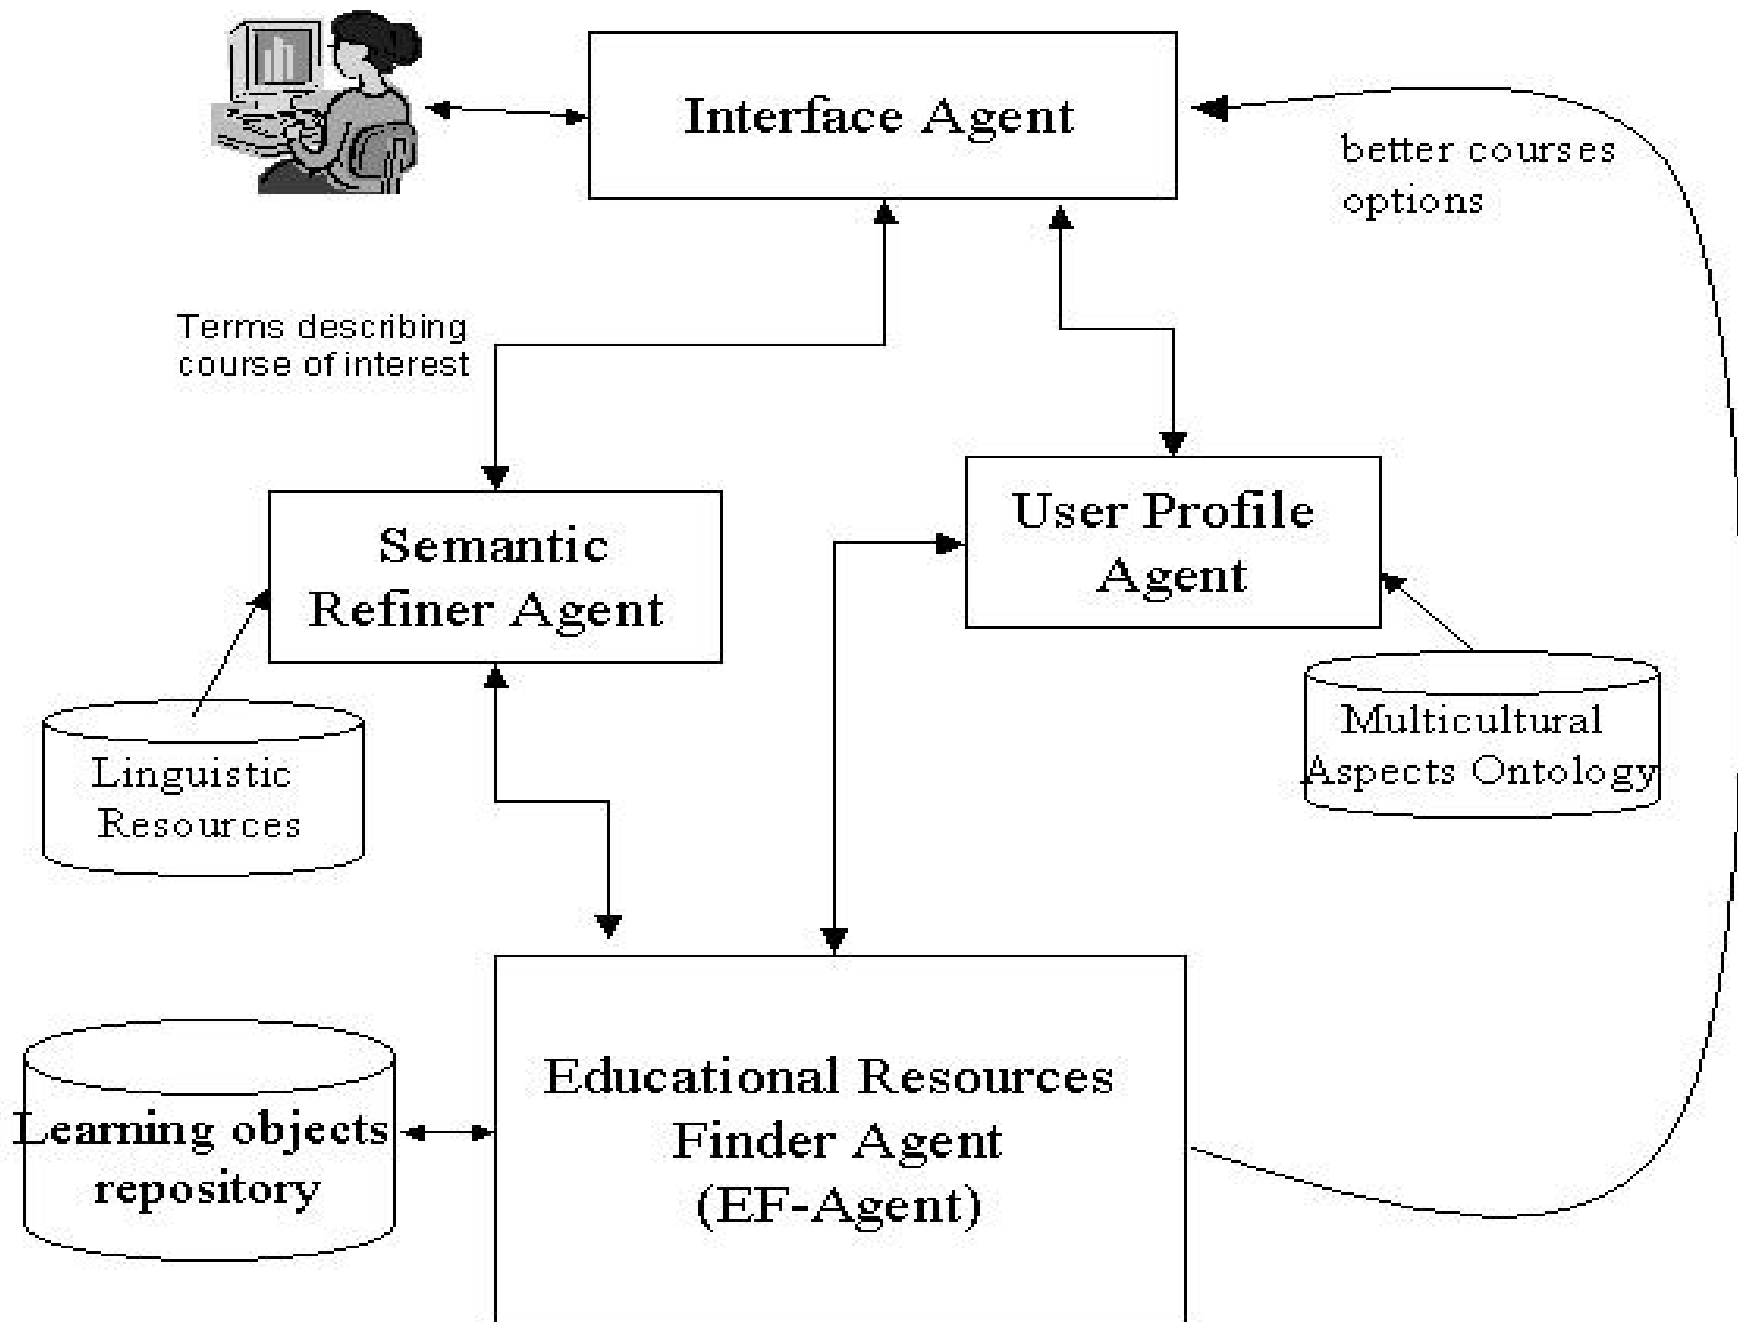 Interface Agent
better courses
options
Terms describing
course of interest
Semantic
Refiner Agent
User Profile
Agent
Linguistic
Resources
Multicultural
Aspects Ontology
Learning objects
repository
Educational Resources
Finder Agent
(EF-Agent)